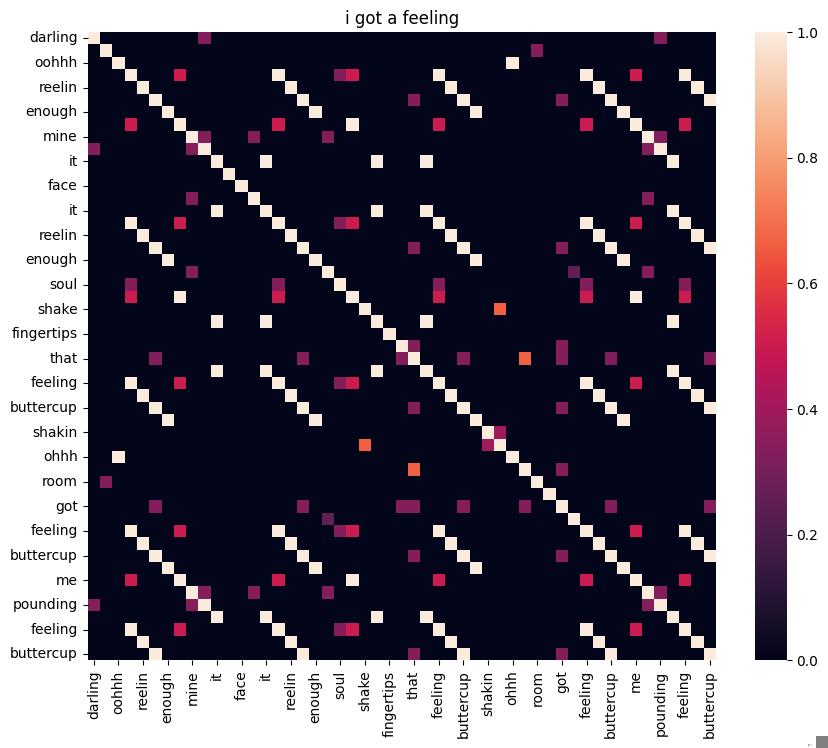 i got a feeling
darling
oohhh
reelin
enough
mine
it
face
it
reelin
enough
soul
shake
fingertips
that
feeling
buttercup
shakin
ohhh
room
got
feeling
buttercup
me
pounding
feeling
buttercup
darling
oohhh
reelin
enough
mine
it
face
it
reelin
enough
soul
shake
fingertips
that
feeling
buttercup
shakin
ohhh
room
got
feeling
buttercup
me
pounding
feeling
buttercup
1.0
0.8
0.6
0.4
0.2
0.0